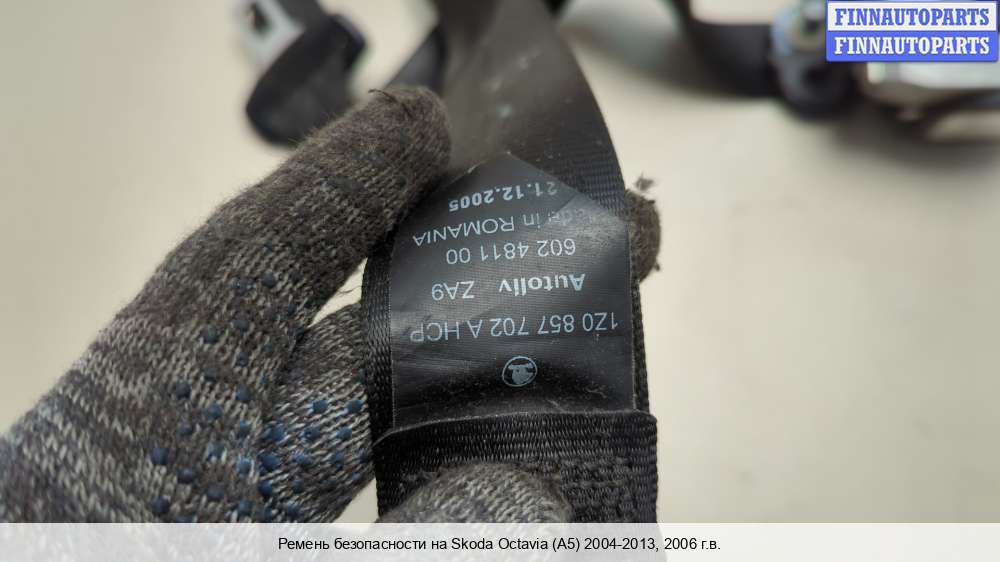 FINNAUTOPARTS
FINNAUTOPARTS
1Z0 857 702 A HCP
Autoliv ZA9
602 4811 00
in ROMANIA
21.12.2005
Ремень безопасности на Skoda Octavia (A5) 2004-2013, 2006 г.в.